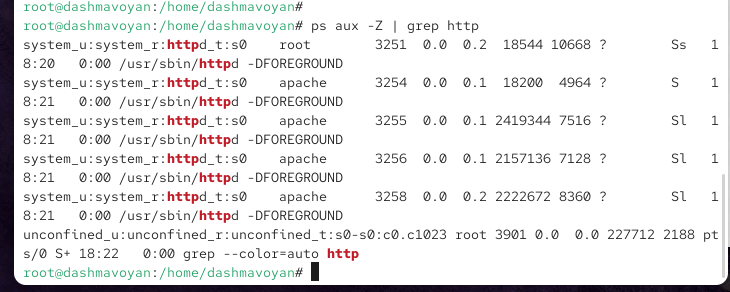 root@dashmavoyan:/home/dashmavoyan#
root@dashmavoyan:/home/dashmavoyan# ps aux -Z | grep http
system_u:system_r:httpd_t:s0    root        3251  0.0  0.2  18544 10668 ?        Ss   1
8:20   0:00 /usr/sbin/httpd -DFOREGROUND
system_u:system_r:httpd_t:s0    apache      3254  0.0  0.1  18200  4964 ?        S    1
8:21   0:00 /usr/sbin/httpd -DFOREGROUND
system_u:system_r:httpd_t:s0    apache      3255  0.0  0.1 2419344 7516 ?        Sl   1
8:21   0:00 /usr/sbin/httpd -DFOREGROUND
system_u:system_r:httpd_t:s0    apache      3256  0.0  0.1 2157136 7128 ?        Sl   1
8:21   0:00 /usr/sbin/httpd -DFOREGROUND
system_u:system_r:httpd_t:s0    apache      3258  0.0  0.2 2222672 8360 ?        Sl   1
8:21   0:00 /usr/sbin/httpd -DFOREGROUND
unconfined_u:unconfined_r:unconfined_t:s0-s0:c0.c1023 root 3901 0.0  0.0 227712 2188 pt
s/0 S+ 18:22   0:00 grep --color=auto http
root@dashmavoyan:/home/dashmavoyan#